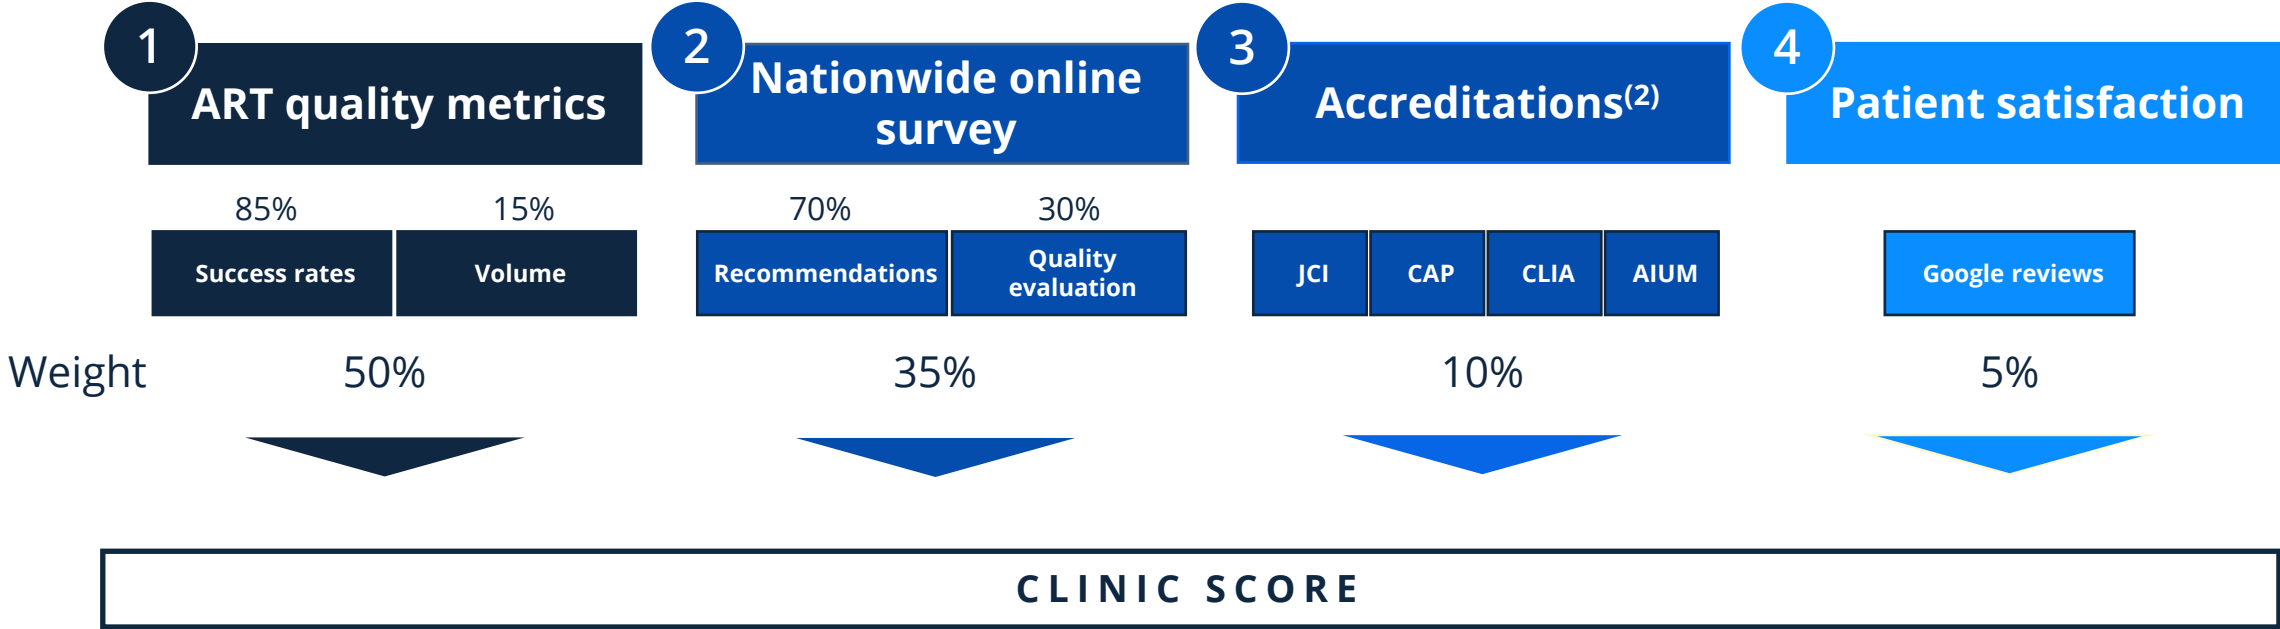 1
ART quality metrics
2
Nationwide online
survey
3
Accreditations(2)
4
Patient satisfaction
85% 15%
Success rates Volume
70% 30%
Recommendations Quality
evaluation
JCI CAP CLIA AIUM
Google reviews
Weight 50% 35% 10% 5%
CLINIC SCORE